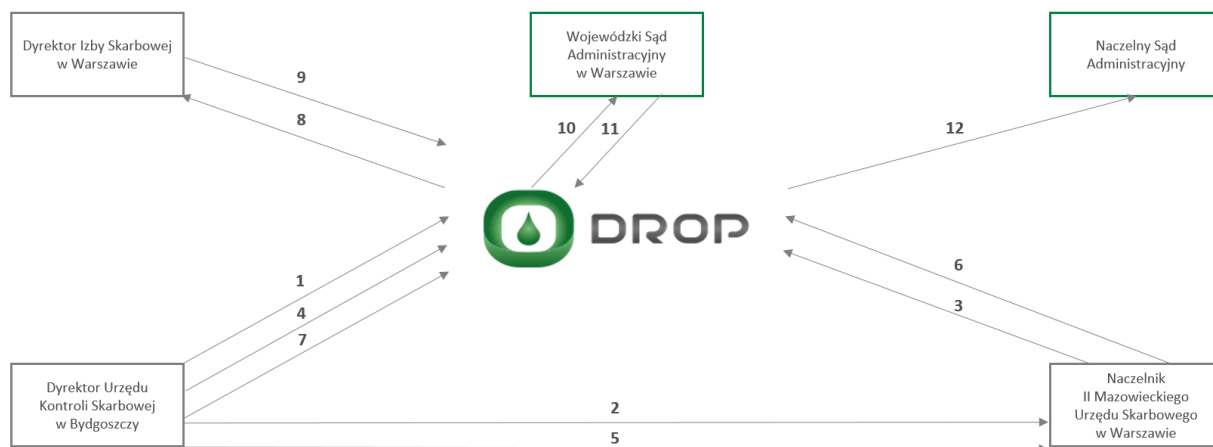 Dyrektor Izby Skarbowej
w Warszawie
Wojewódzki Sąd
Administracyjny
w Warszawie
Naczelny Sąd
Administracyjny
9
8
10
11
12
DROP
1
4
7
6
3
Dyrektor Urzędu
Kontroli Skarbowej
w Bydgoszczy
2
5
Naczelnik
II Mazowieckiego
Urzędu Skarbowego
w Warszawie